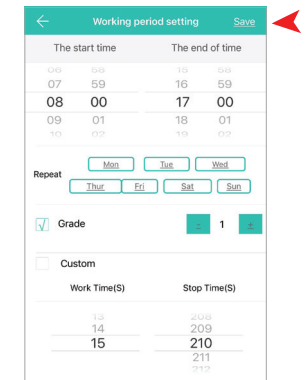 Working period setting Save
The start time The end of time
06 58 15 58
07 59 16 59
08 00 17 00
09 01 18 01
10 02 19 02
Mon Tue Wed
Repeat
Thur Fri Sat Sun
Grade - 1 +
Custom
Work Time(S) Stop Time(S)
13 208
14 209
15 210
211
212